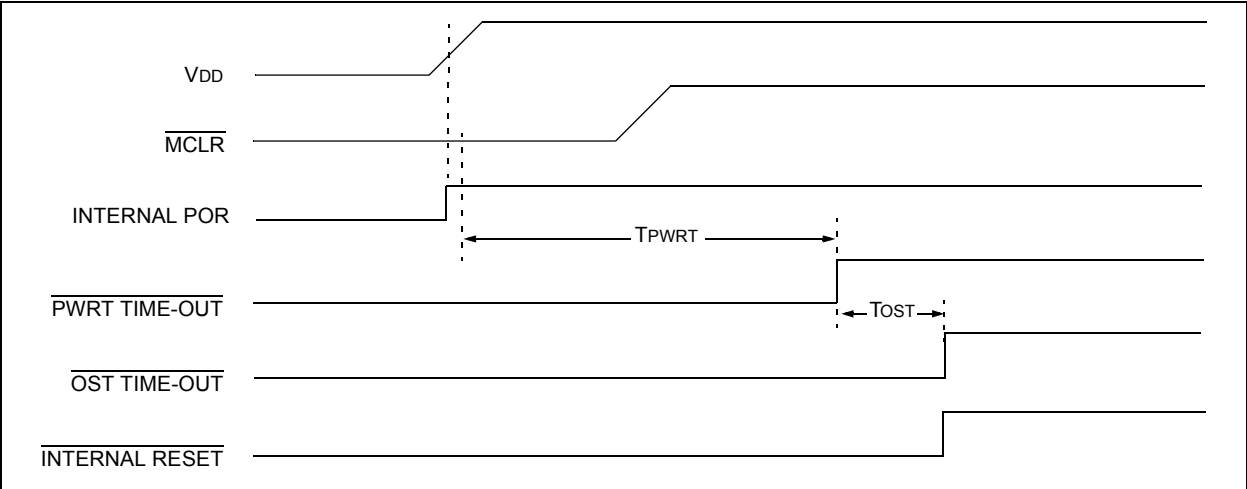 VDD
MCLR
INTERNAL POR
TPWRT
PWRT TIME-OUT
TOST
OST TIME-OUT
INTERNAL RESET